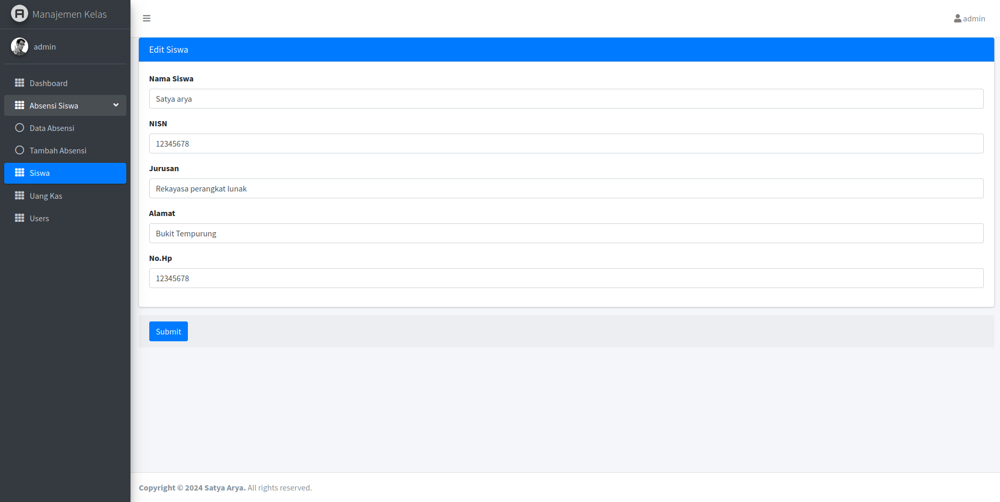 Manajemen Kelas
admin
Dashboard
Absensi Siswa
Data Absensi
Tambah Absensi
Siswa
Uang Kas
Users
admin
Edit Siswa
Nama Siswa
Satya arya
NISN
12345678
Jurusan
Rekayasa perangkat lunak
Alamat
Bukit Tempurung
No.Hp
12345678
Submit
Copyright © 2024 Satya Arya. All rights reserved.